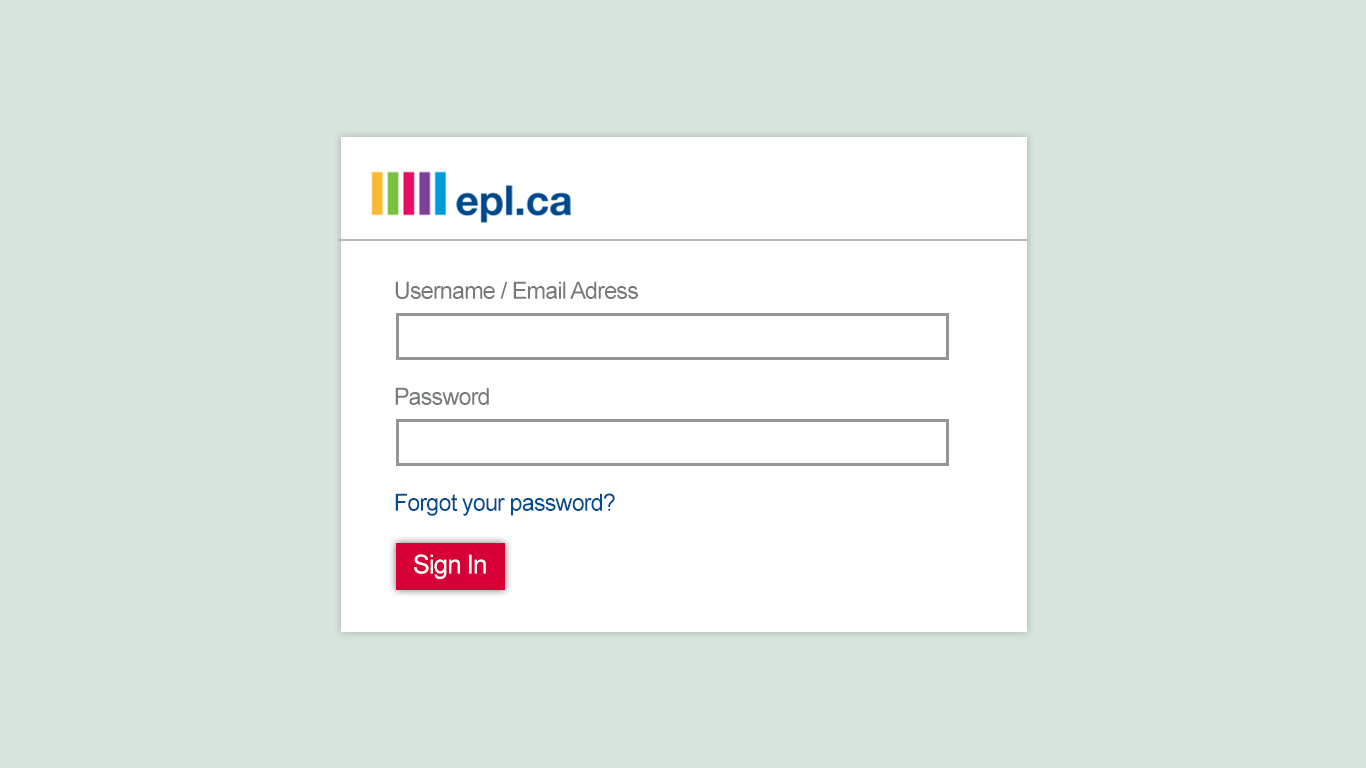 epl.ca
Username / Email Adress
Password
Forgot your password?
Sign In